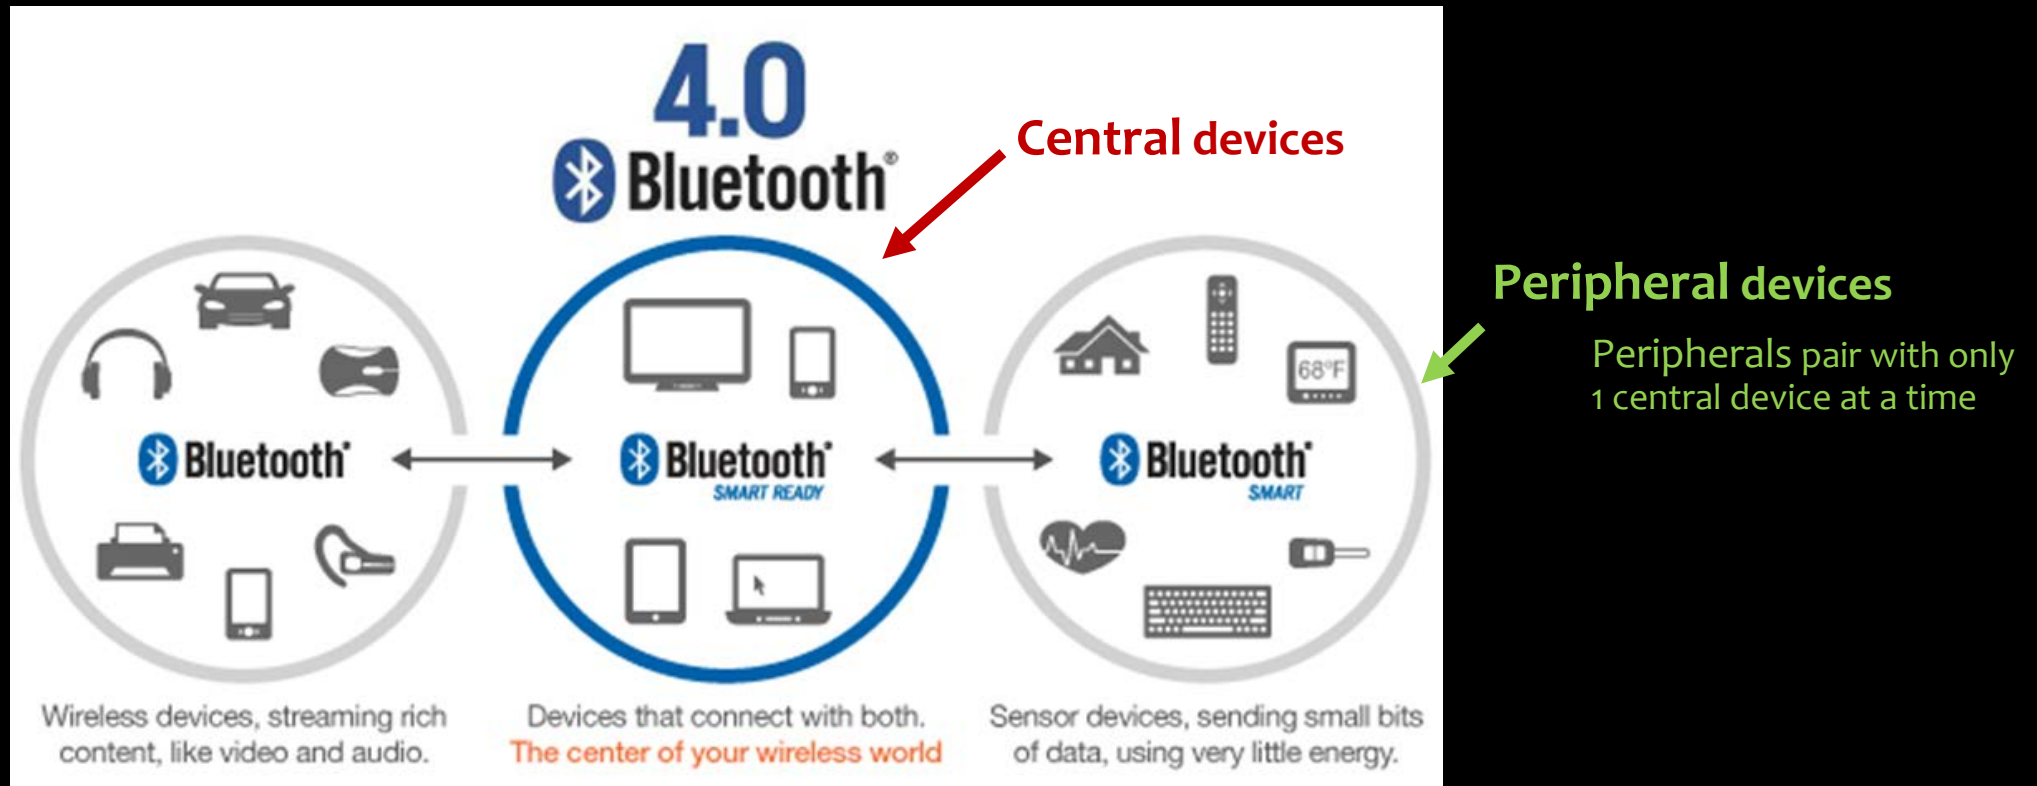 4.0
Bluetooth®
Central devices
Peripheral devices
Peripherals pair with only
1 central device at a time
68°F
Bluetooth®
Bluetooth®
SMART READY
Bluetooth®
SMART
Wireless devices, streaming rich
content, like video and audio.
Devices that connect with both.
The center of your wireless world
Sensor devices, sending small bits
of data, using very little energy.